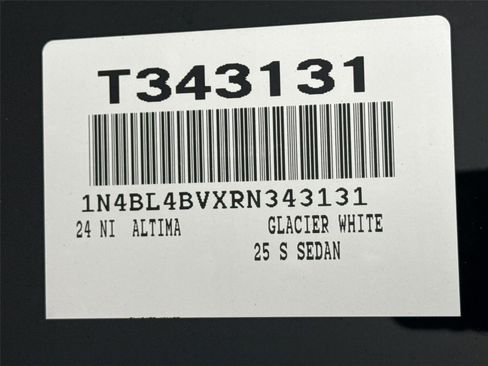 T343131
1N4BL4BVXRN343131
24 NI ALTIMA GLACIER WHITE
25 S SEDAN